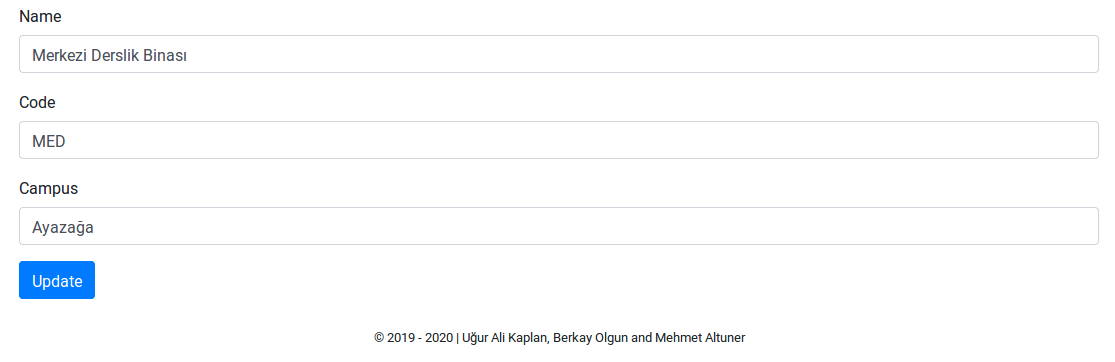 Name
Merkezi Derslik Binası
Code
MED
Campus
Ayazağa
Update
© 2019 - 2020 | Uğur Ali Kaplan, Berkay Olgun and Mehmet Altuner